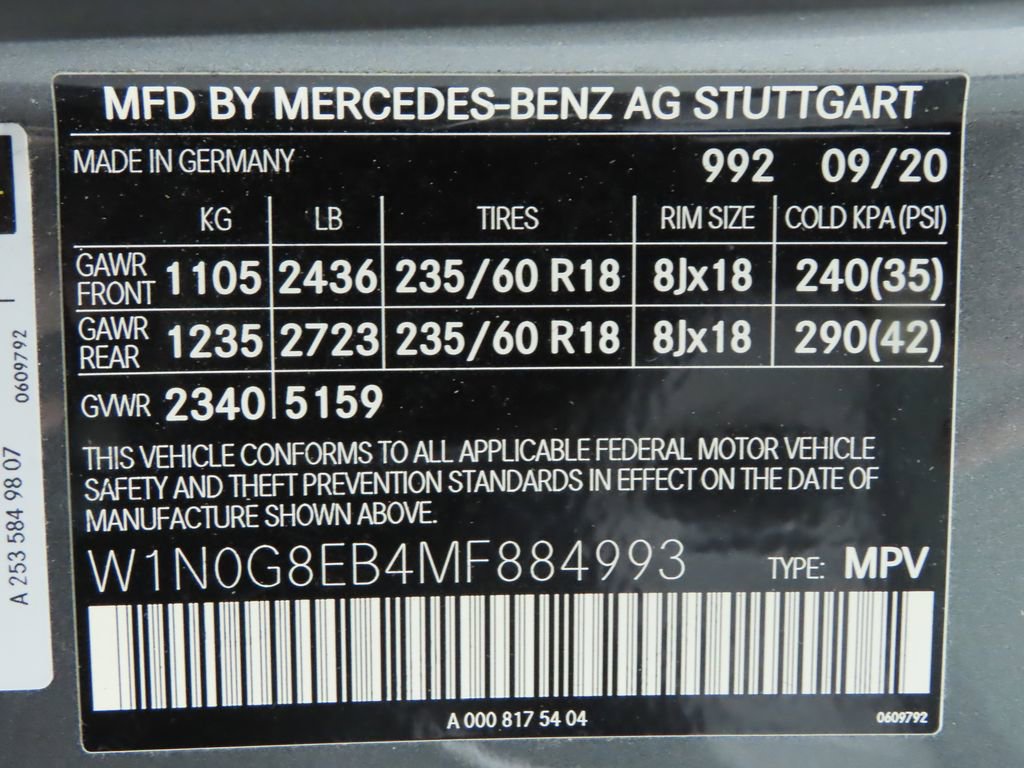 MFD BY MERCEDES-BENZ AG STUTTGART
MADE IN GERMANY 992 09/20
KG LB TIRES RIM SIZE COLD KPA (PSI)
GAWR FRONT 1105 2436 235/60 R18 8Jx18 240(35)
GAWR REAR 1235 2723 235/60 R18 8Jx18 290(42)
GVWR 2340 5159
THIS VEHICLE CONFORMS TO ALL APPLICABLE FEDERAL MOTOR VEHICLE
SAFETY AND THEFT PREVENTION STANDARDS IN EFFECT ON THE DATE OF
MANUFACTURE SHOWN ABOVE.
W1N0G8EB4MF884993 TYPE: MPV
A 000 817 54 04 0609792
A 253 584 98 07 0609792